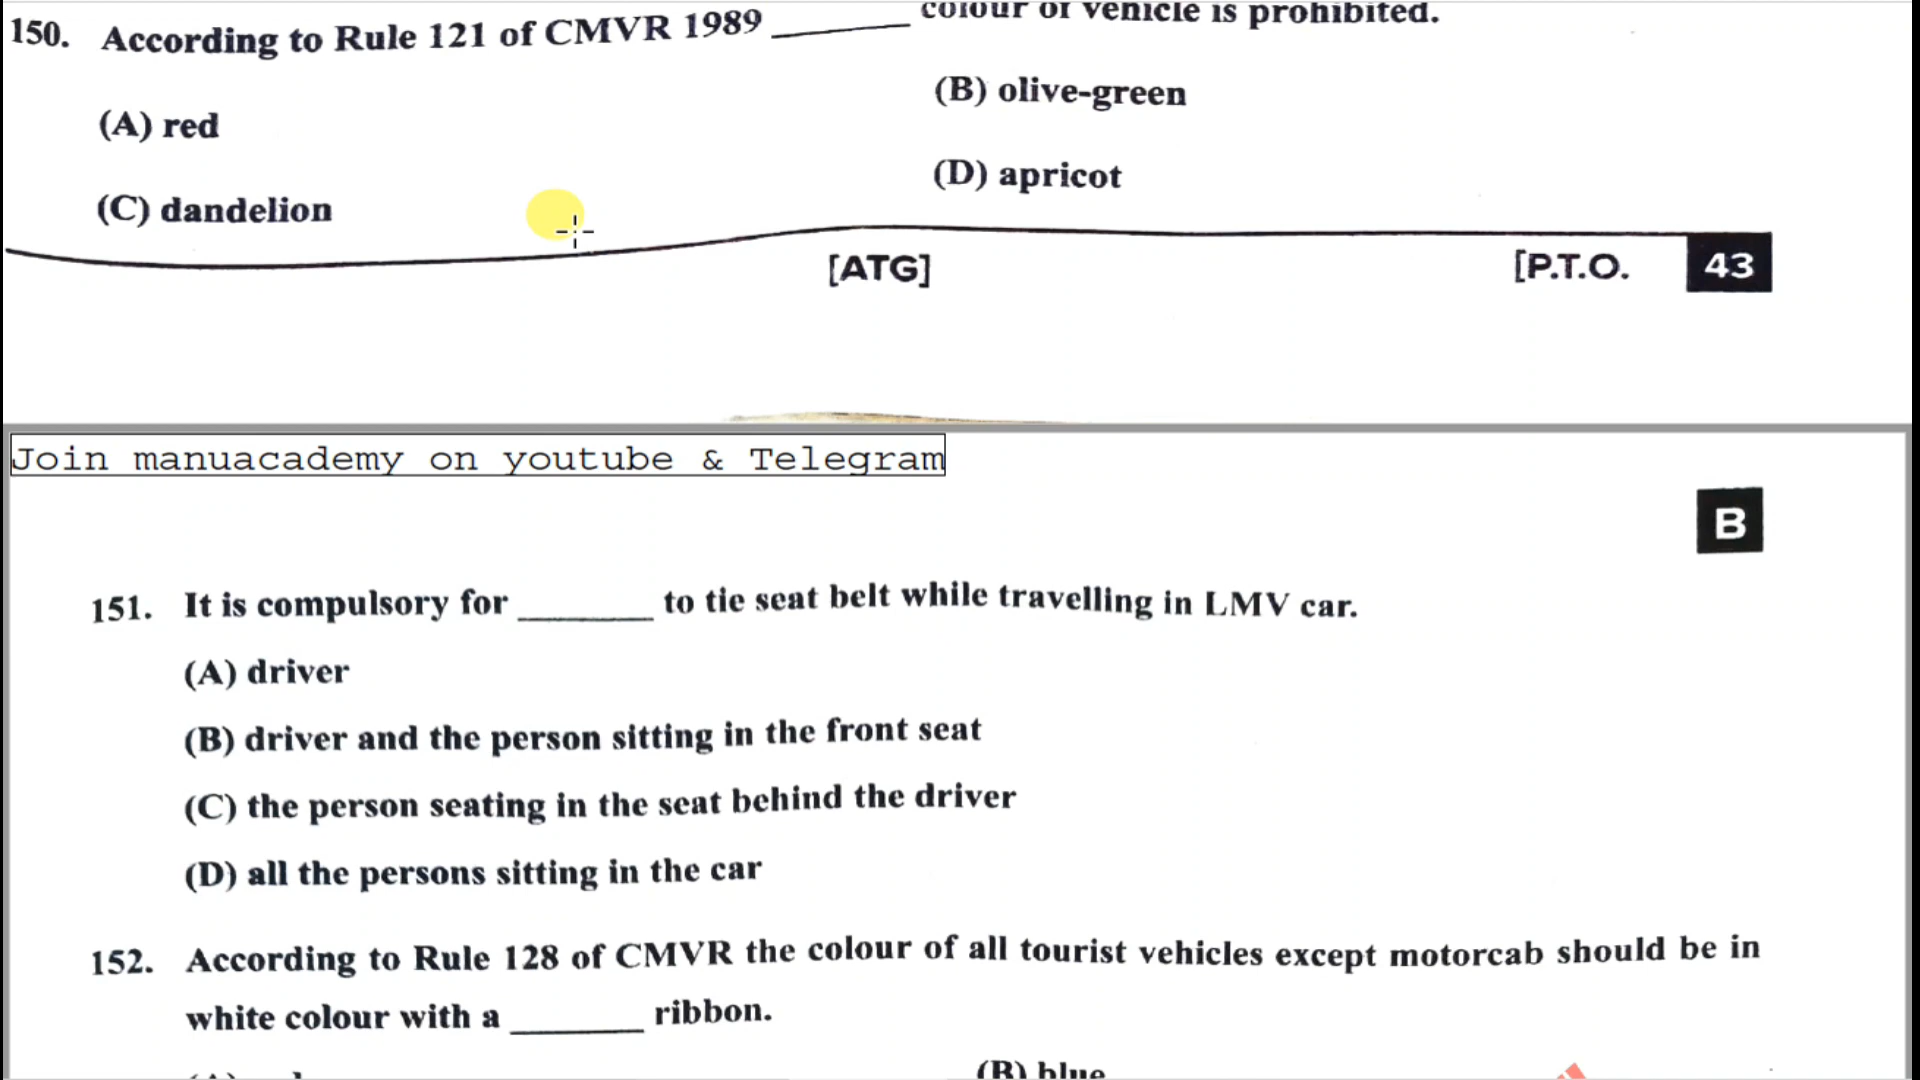 150. According to Rule 121 of CMVR 1989 ______ colour of vehicle is prohibited.
(A) red
(B) olive-green
(C) dandelion
(D) apricot
[ATG]
[P.T.O.
43
Join manuacademy on youtube & Telegram
B
151. It is compulsory for ______ to tie seat belt while travelling in LMV car.
(A) driver
(B) driver and the person sitting in the front seat
(C) the person seating in the seat behind the driver
(D) all the persons sitting in the car
152. According to Rule 128 of CMVR the colour of all tourist vehicles except motorcab should be in
white colour with a ______ ribbon.
(B) blue